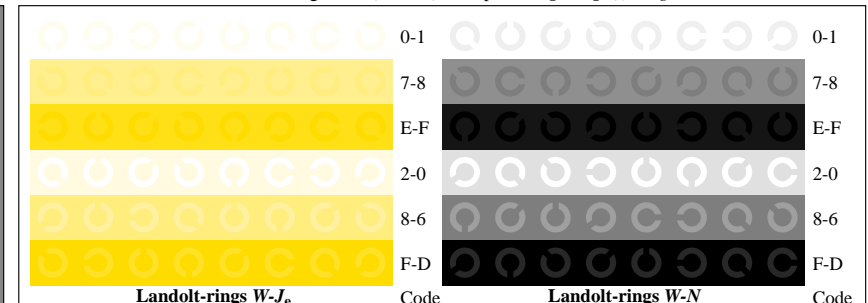 0-1 0-1
7-8 7-8
E-F E-F
2-0 2-0
8-6 8-6
F-D F-D
Landolt-rings W-Je Code Landolt-rings W-N Code